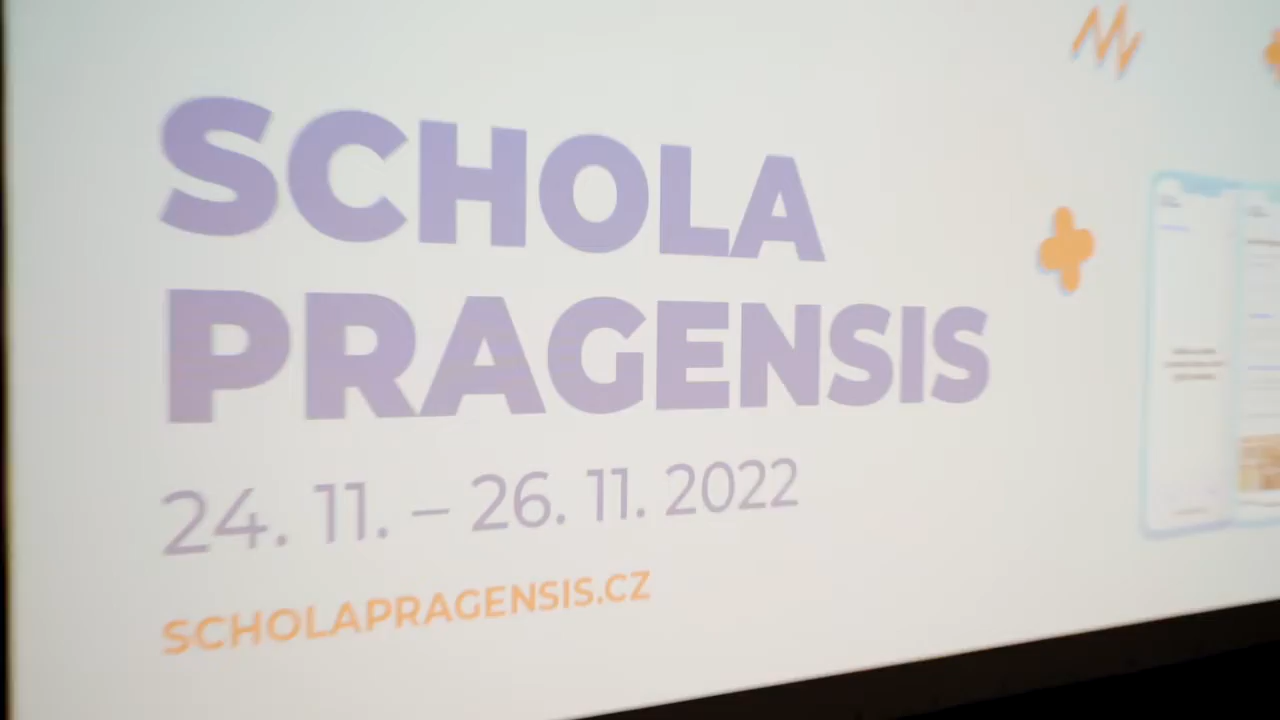 SCHOLA
PRAGENSIS
24. 11. – 26. 11. 2022
SCHOLAPRAGENSIS.CZ